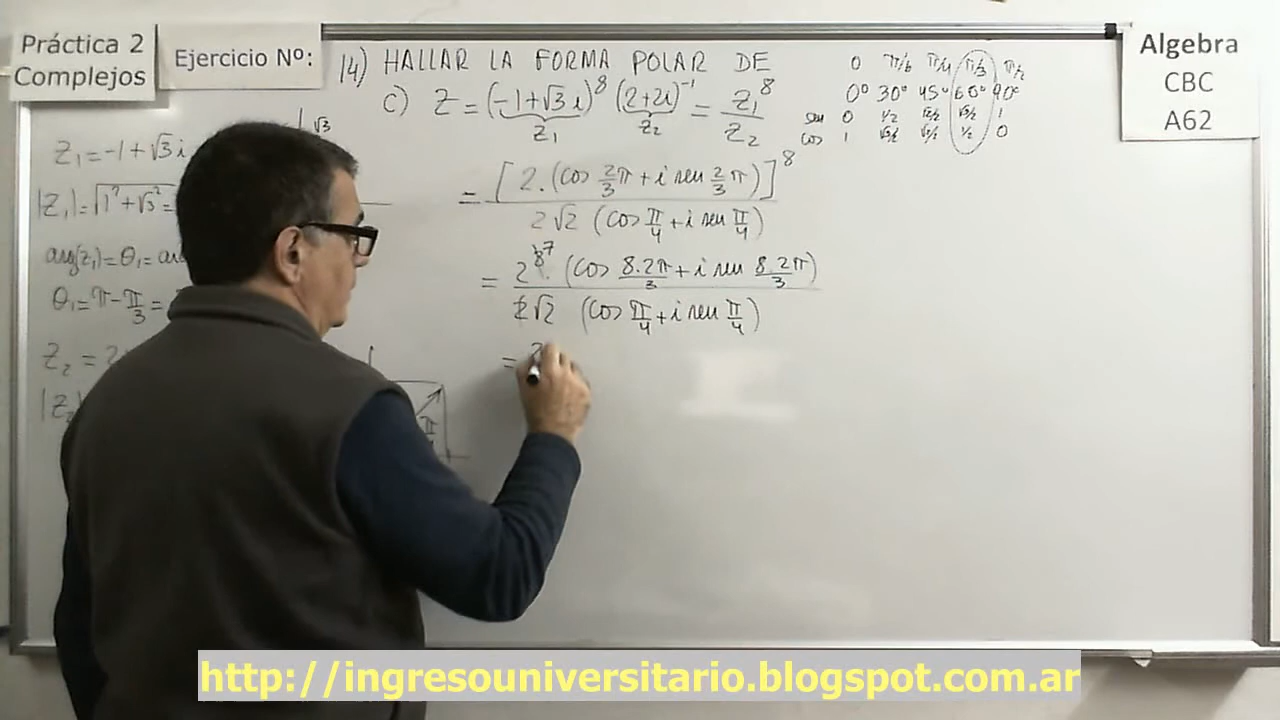 Práctica 2
Complejos
Ejercicio Nº:
14) HALLAR LA FORMA POLAR DE
c) Z = (-1+√3 i)⁸ (2+2i)⁻¹ = Z₁⁸ / Z₂
Z₁ Z₂
0 π/6 π/4 π/3 π/2
0° 30° 45° 60° 90°
sen 0 1/2 √2/2 √3/2 1
cos 1 √3/2 √2/2 1/2 0
Algebra
CBC
A62
Z₁ = -1 + √3 i
√3
|Z₁| = √1² + √3² =
arg(Z₁) = θ₁ =
θ₁ = π - π/3 =
Z₂ = 2
|Z₂|
π
= [2.(cos 2/3 π + i sen 2/3 π)]⁸ / 2√2 (cos π/4 + i sen π/4)
= 2⁸ ⁷ . (cos 8.2π/3 + i sen 8.2π/3) / 2√2 (cos π/4 + i sen π/4)
= 2
http://ingresouniversitario.blogspot.com.ar